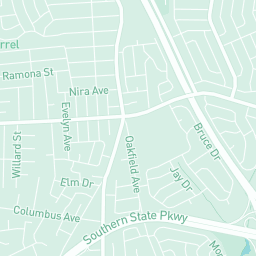 rrel
Ramona St
Nira Ave
Evelyn Ave
Willard St
Oakfield Ave
Bruce Dr
Jay Dr
Elm Dr
Columbus Ave
Southern State Pkwy
Mor